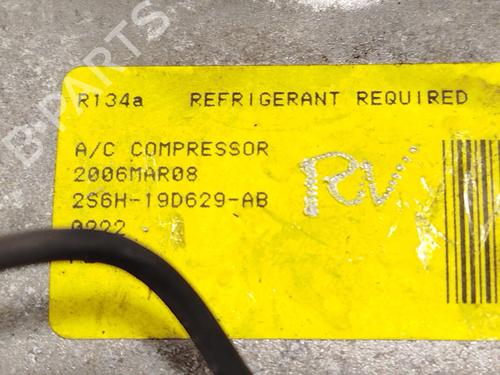 B-PARTS
R134a REFRIGERANT REQUIRED
A/C COMPRESSOR
2006MAR08
2S6H-19D629-AB
RV